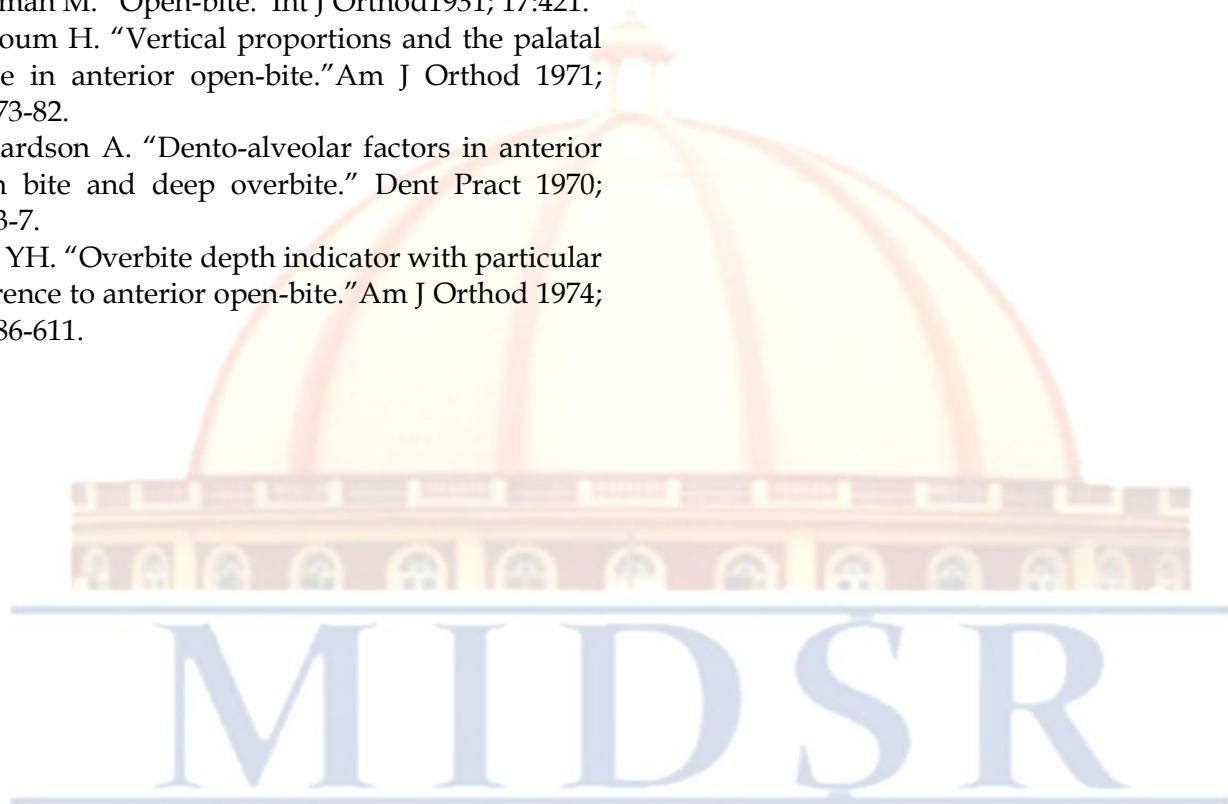 man M. "Open-bite." Int J Orthod1931; 17:421.
oum H. “Vertical proportions and the palatal
e in anterior open-bite.”Am J Orthod 1971;
73-82.
ardson A. “Dento-alveolar factors in anterior
n bite and deep overbite.” Dent Pract 1970;
3-7.
YH. “Overbite depth indicator with particular
rence to anterior open-bite.”Am J Orthod 1974;
86-611.
MIDSR